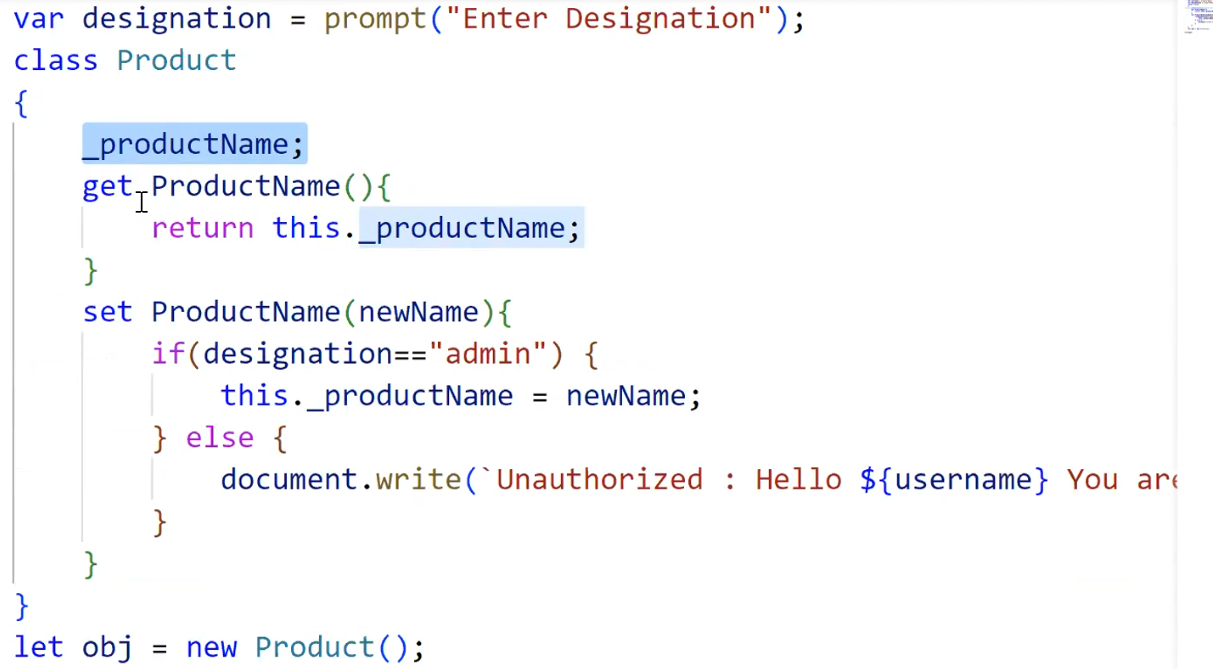 var designation = prompt("Enter Designation");
class Product
{
    _productName;
    get ProductName(){
        return this._productName;
    }
    set ProductName(newName){
        if(designation=="admin") {
            this._productName = newName;
        } else {
            document.write(`Unauthorized : Hello ${username} You are
        }
    }
}
let obj = new Product();